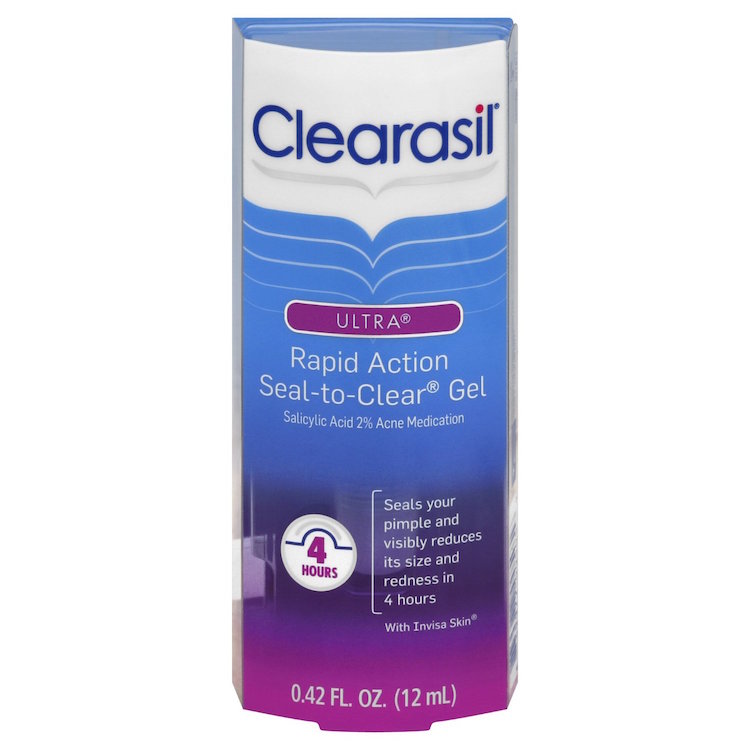 Clearasil®
ULTRA®
Rapid Action
Seal-to-Clear® Gel
Salicylic Acid 2% Acne Medication
4
HOURS
Seals your
pimple and
visibly reduces
its size and
redness in
4 hours
With Invisa Skin®
0.42 FL. OZ. (12 mL)